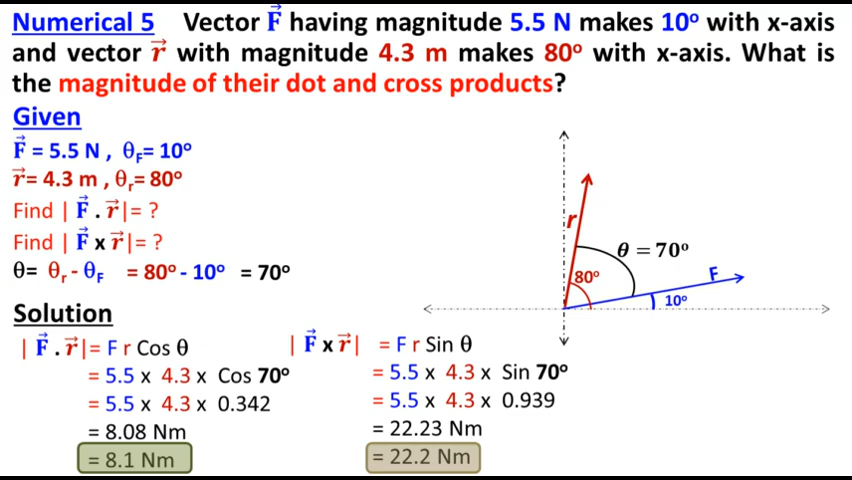 Numerical 5 Vector F⃗ having magnitude 5.5 N makes 10° with x-axis
and vector r⃗ with magnitude 4.3 m makes 80° with x-axis. What is
the magnitude of their dot and cross products?
Given
F⃗ = 5.5 N , θF= 10°
r⃗= 4.3 m , θr= 80°
Find | F⃗ . r⃗|= ?
Find | F⃗ x r⃗|= ?
θ= θr - θF = 80° - 10° = 70°
r
θ = 70°
80°
F
10°
Solution
| F⃗ . r⃗|= F r Cos θ
= 5.5 x 4.3 x Cos 70°
= 5.5 x 4.3 x 0.342
= 8.08 Nm
= 8.1 Nm
| F⃗ x r⃗| = F r Sin θ
= 5.5 x 4.3 x Sin 70°
= 5.5 x 4.3 x 0.939
= 22.23 Nm
= 22.2 Nm